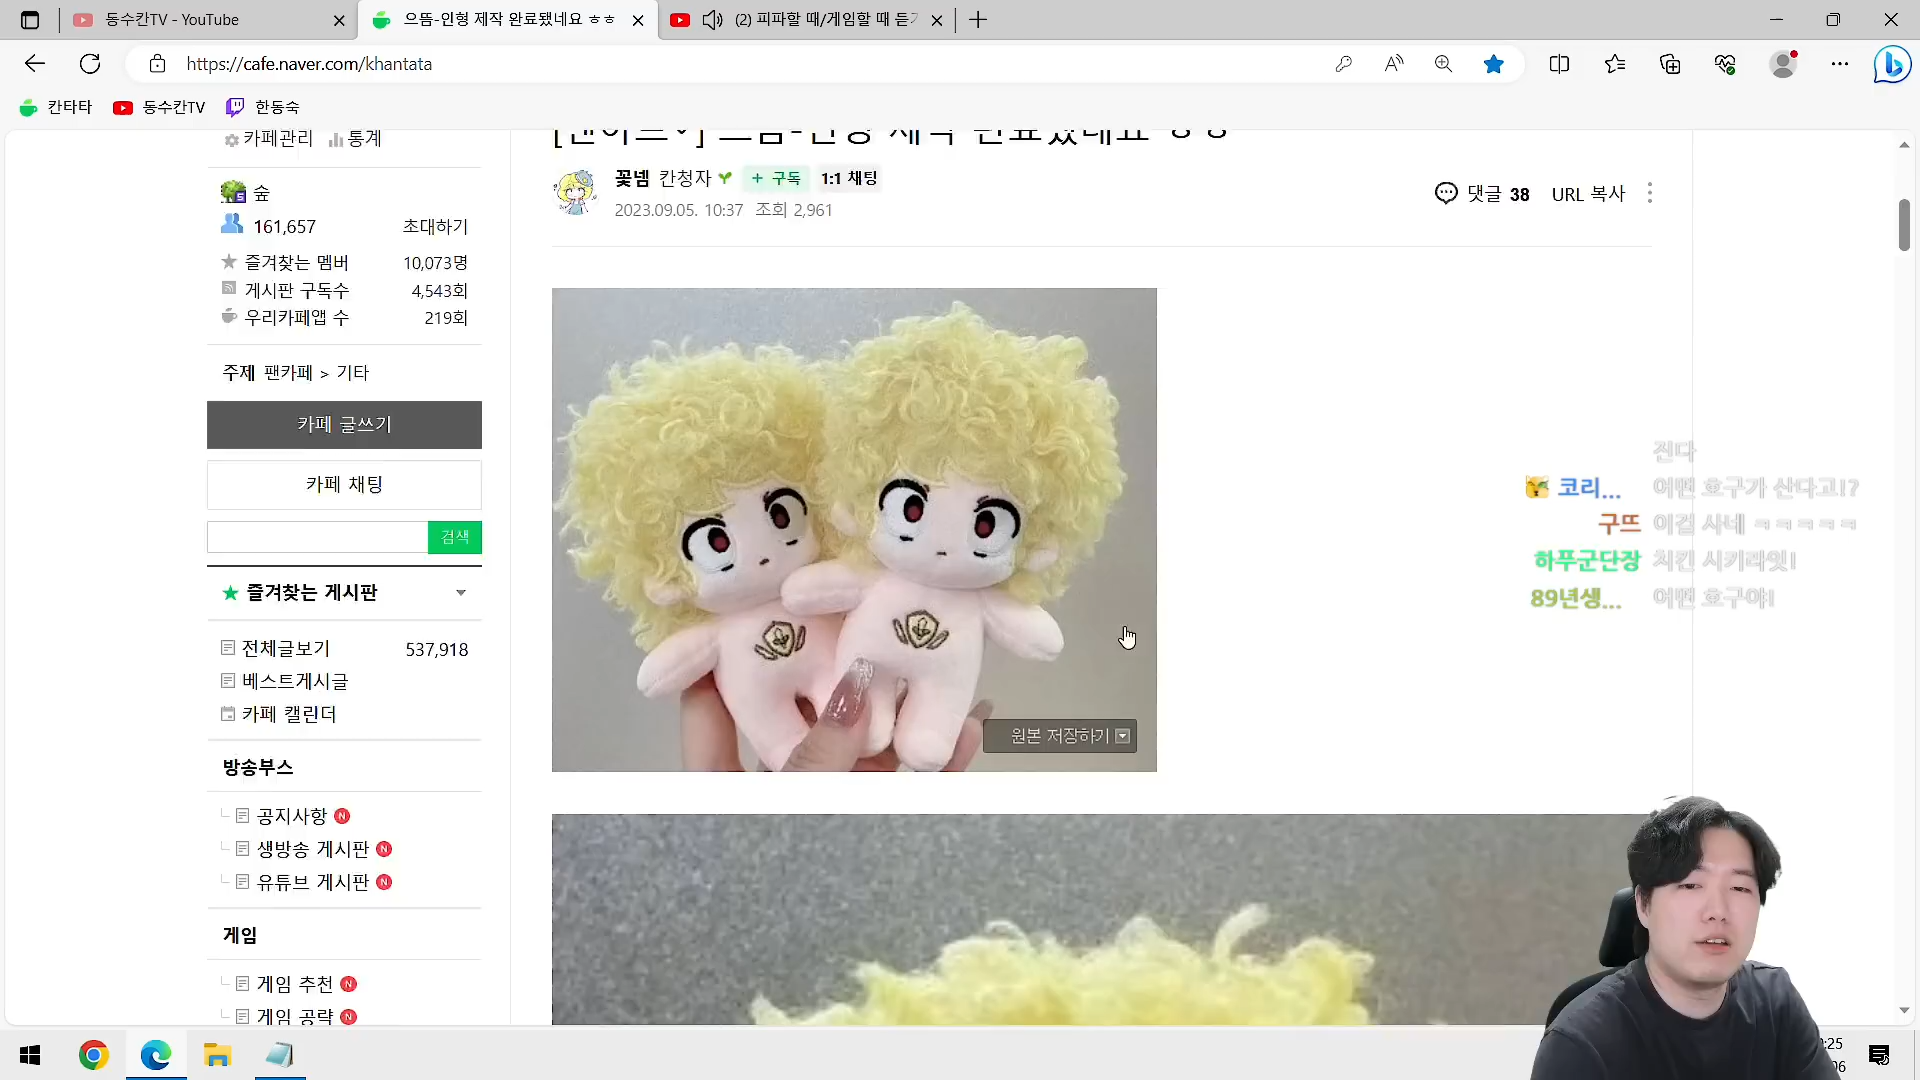 동수칸TV - YouTube
으뜸-인형 제작 완료됐네요 ㅎㅎ
(2) 피파할 때/게임할 때 듣기
https://cafe.naver.com/khantata
칸타타
동수칸TV
한동숙
카페관리
통계
제작 완료됐네요 ㅎㅎ
꽃넴 칸청자
+ 구독
1:1 채팅
2023.09.05. 10:37 조회 2,961
댓글 38
URL 복사
숲
161,657
초대하기
즐겨찾는 멤버
10,073명
게시판 구독수
4,543회
우리카페앱 수
219회
주제 팬카페 > 기타
카페 글쓰기
카페 채팅
검색
즐겨찾는 게시판
전체글보기
537,918
베스트게시글
카페 캘린더
방송부스
공지사항 N
생방송 게시판 N
유튜브 게시판 N
게임
게임 추천 N
게임 공략 N
원본 저장하기
진다
코리... 어떤 호구가 산다고!?
구뜨 이걸 사네 ㅋㅋㅋㅋㅋ
하푸군단장 치킨 시키라잇!
89년생... 어떤 호구야!
:25
06